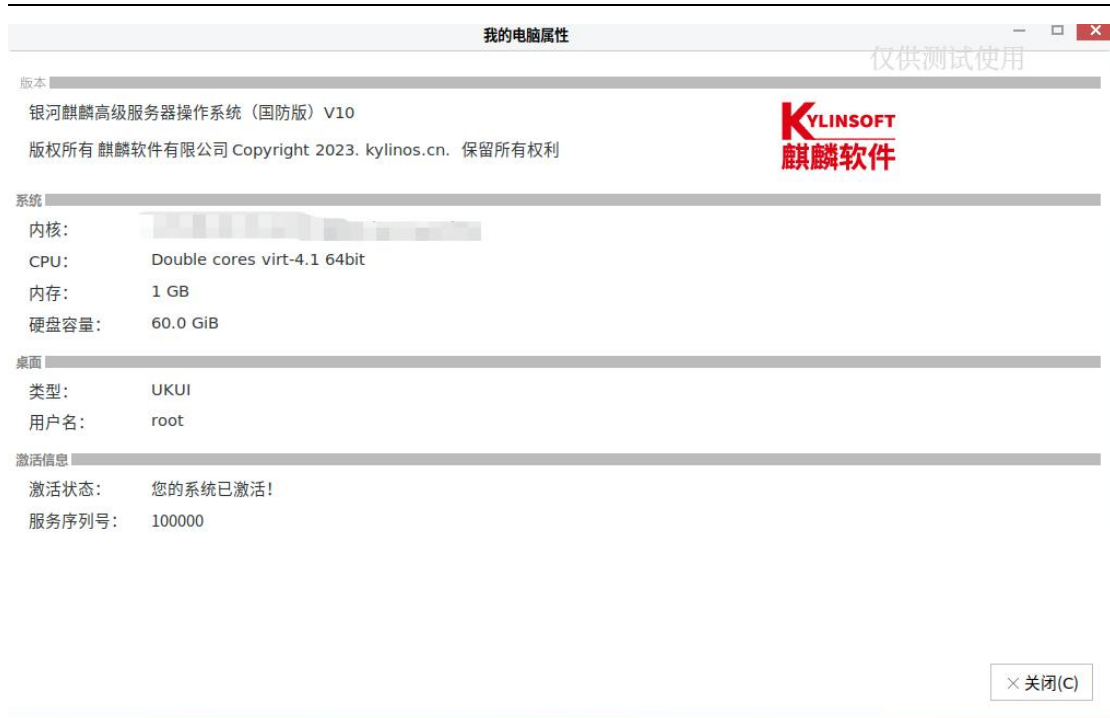 我的电脑属性
仅供测试使用
版本
银河麒麟高级服务器操作系统（国防版）V10
版权所有 麒麟软件有限公司 Copyright 2023. kylinos.cn. 保留所有权利
KYLINSOFT
麒麟软件
系统
内核：
CPU： Double cores virt-4.1 64bit
内存： 1 GB
硬盘容量： 60.0 GiB
桌面
类型： UKUI
用户名： root
激活信息
激活状态： 您的系统已激活！
服务序列号： 100000
×关闭(C)